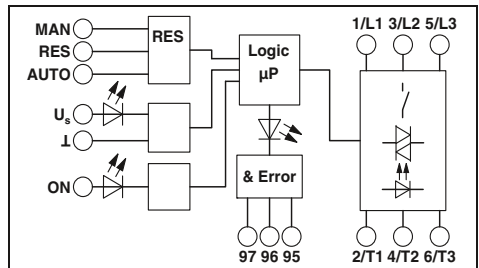 MAN
RES
AUTO
Us
⊥
ON
RES
Logic
µP
& Error
97 96 95
1/L1 3/L2 5/L3
2/T1 4/T2 6/T3